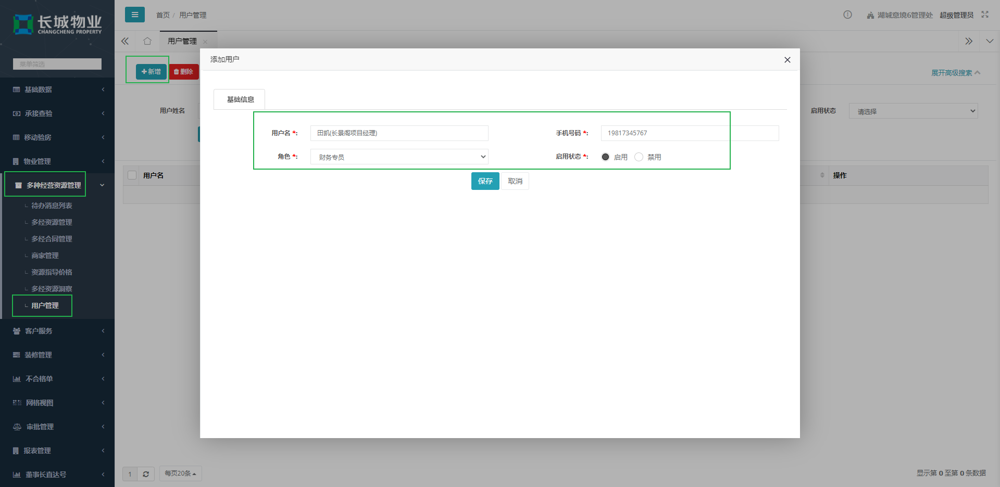 长城物业
CHANGCHENG PROPERTY
菜单筛选
基础数据
承接查验
移动验房
物业管理
多种经营资源管理
待办消息列表
多经资源管理
多经合同管理
商家管理
资源指导价格
多经资源洞察
用户管理
客户服务
装修管理
不合格单
网格视图
审批管理
报表管理
董事长直达号
首页 / 用户管理
湖城意境6管理处 超级管理员
用户管理 ×
新增 删除
展开高级搜索
用户姓名
启用状态 请选择
用户名
操作
添加用户
基础信息
用户名 *: 田凯(长景阁项目经理) 手机号码 *: 19817345767
角色 *: 财务专员 启用状态 *: 启用 禁用
保存 取消
1 每页20条
显示第 0 至第 0 条数据